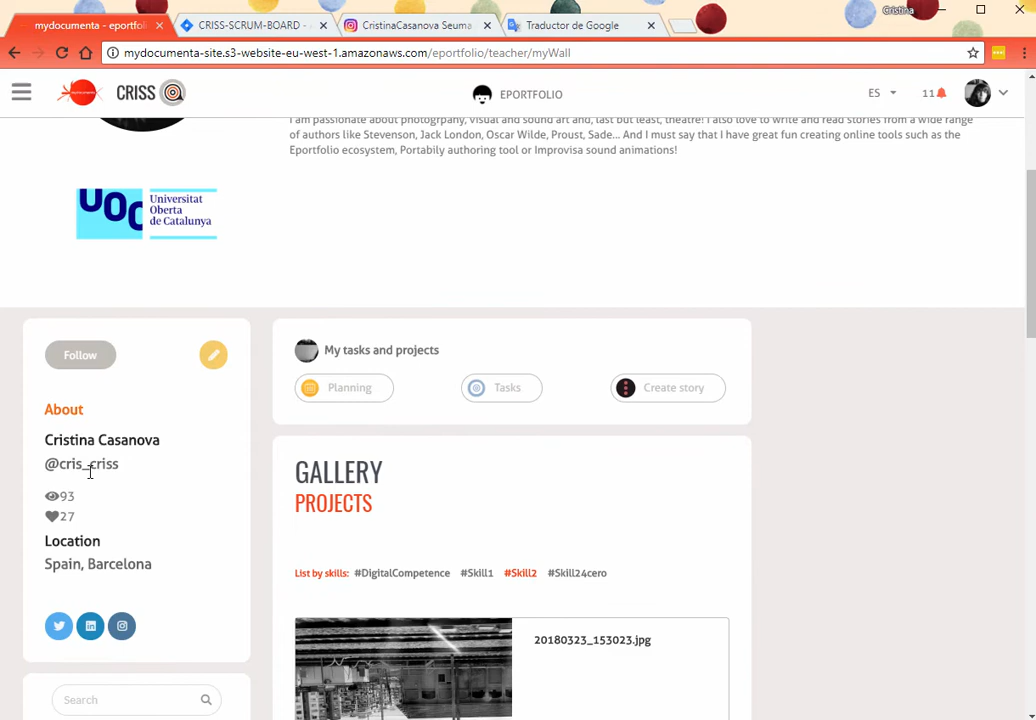 mydocumenta - eportfo
CRISS-SCRUM-BOARD -
CristinaCasanova Seuma
Traductor de Google
Cristina
mydocumenta-site.s3-website-eu-west-1.amazonaws.com/eportfolio/teacher/myWall
CRISS
EPORTFOLIO
ES
11
I am passionate about photogrpahy, visual and sound art and, last but least, theatre! I also love to write and read stories from a wide range
of authors like Stevenson, Jack London, Oscar Wilde, Proust, Sade... And I must say that I have great fun creating online tools such as the
Eportfolio ecosystem, Portabily authoring tool or Improvisa sound animations!
UOC
Universitat
Oberta
de Catalunya
Follow
About
Cristina Casanova
@cris_criss
93
27
Location
Spain, Barcelona
Search
My tasks and projects
Planning
Tasks
Create story
GALLERY
PROJECTS
List by skills: #DigitalCompetence #Skill1 #Skill2 #Skill24cero
20180323_153023.jpg